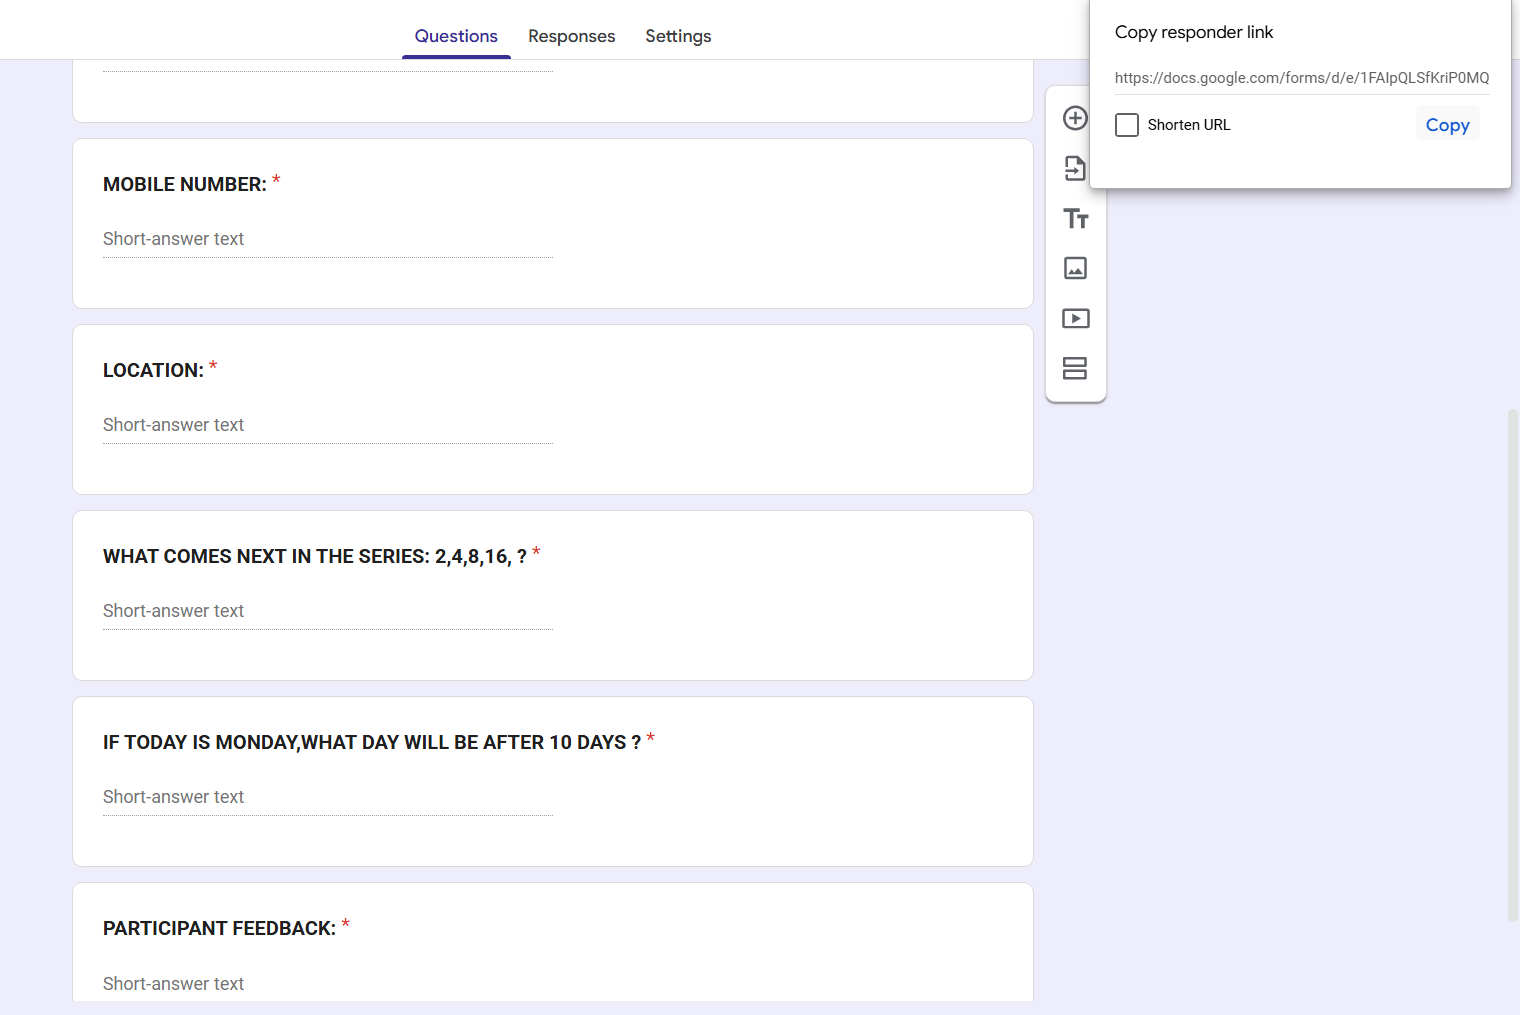 Questions Responses Settings
Copy responder link
https://docs.google.com/forms/d/e/1FAIpQLSfKriP0MQ
Shorten URL
Copy
MOBILE NUMBER: *
Short-answer text
LOCATION: *
Short-answer text
WHAT COMES NEXT IN THE SERIES: 2,4,8,16, ? *
Short-answer text
IF TODAY IS MONDAY,WHAT DAY WILL BE AFTER 10 DAYS ? *
Short-answer text
PARTICIPANT FEEDBACK: *
Short-answer text